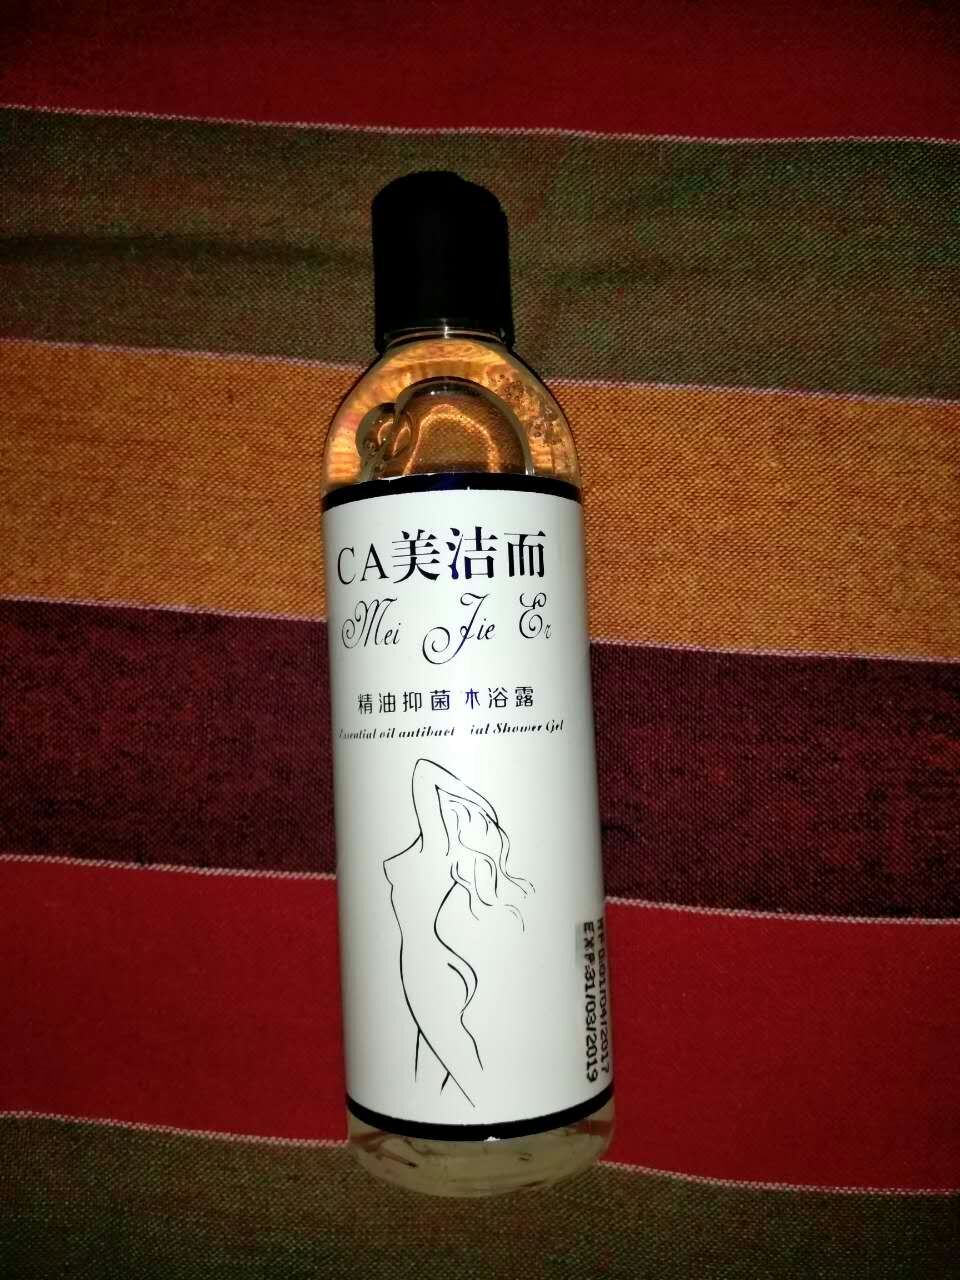 CA美洁而
Mei Jie Er
精油抑菌沐浴露
Essential oil antibact ial Shower Gel
MFD:01/04/2017
EXP:31/03/2019